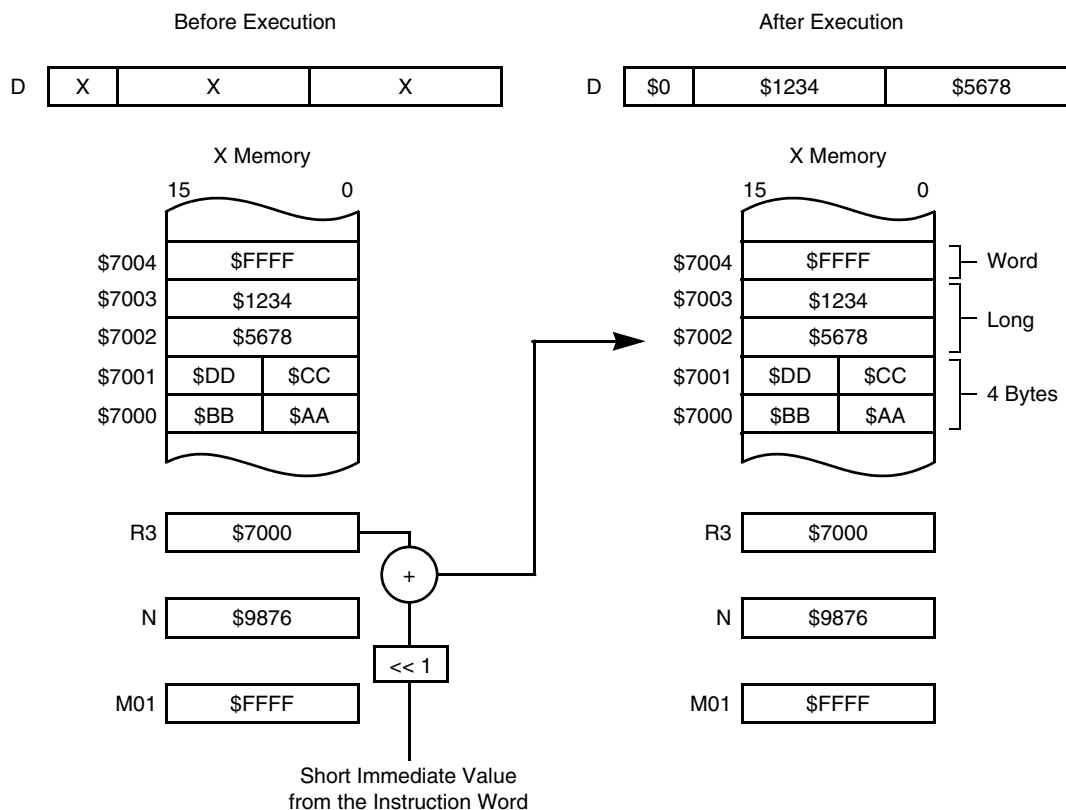 Before Execution
After Execution
D X X X
D $0 $1234 $5678
X Memory
X Memory
15 0
15 0
$7004 $FFFF
$7003 $1234
$7002 $5678
$7001 $DD $CC
$7000 $BB $AA
$7004 $FFFF Word
$7003 $1234
Long
$7002 $5678
$7001 $DD $CC
4 Bytes
$7000 $BB $AA
R3 $7000
R3 $7000
+
N $9876
N $9876
<< 1
M01 $FFFF
M01 $FFFF
Short Immediate Value
from the Instruction Word